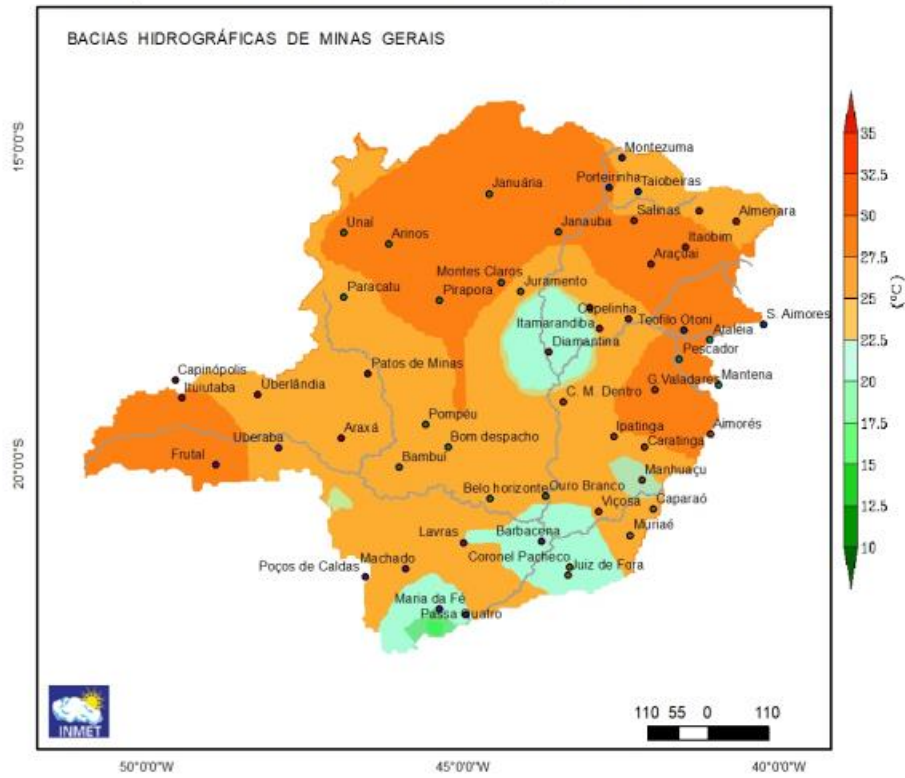 BACIAS HIDROGRÁFICAS DE MINAS GERAIS
15°0'0"S
20°0'0"S
Montezuma
Porteirinha
Taiobeiras
Januária
Salinas
Almenara
Unaí
Arinos
Janauba
Itaobim
Araçuaí
Montes Claros
Juramento
Paracatu
Pirapora
Capelinha
Itamarandiba
Teofilo Otoni
S. Aimores
Ataleia
Diamantina
Pescador
Capinópolis
Patos de Minas
Ituiutaba
Uberlândia
G.Valadares
Mantena
C. M. Dentro
Pompéu
Araxá
Ipatinga
Aimorés
Uberaba
Bom despacho
Caratinga
Frutal
Bambuí
Manhuaçu
Belo horizonte
Ouro Branco
Viçosa
Caparaó
Lavras
Barbacena
Muriaé
Coronel Pacheco
Machado
Juiz de Fora
Poços de Caldas
Maria da Fé
Passa Quatro
INMET
110 55 0 110
50°0'0"W
45°0'0"W
40°0'0"W
35
32.5
30
27.5
25
22.5
20
17.5
15
12.5
10
(°C)